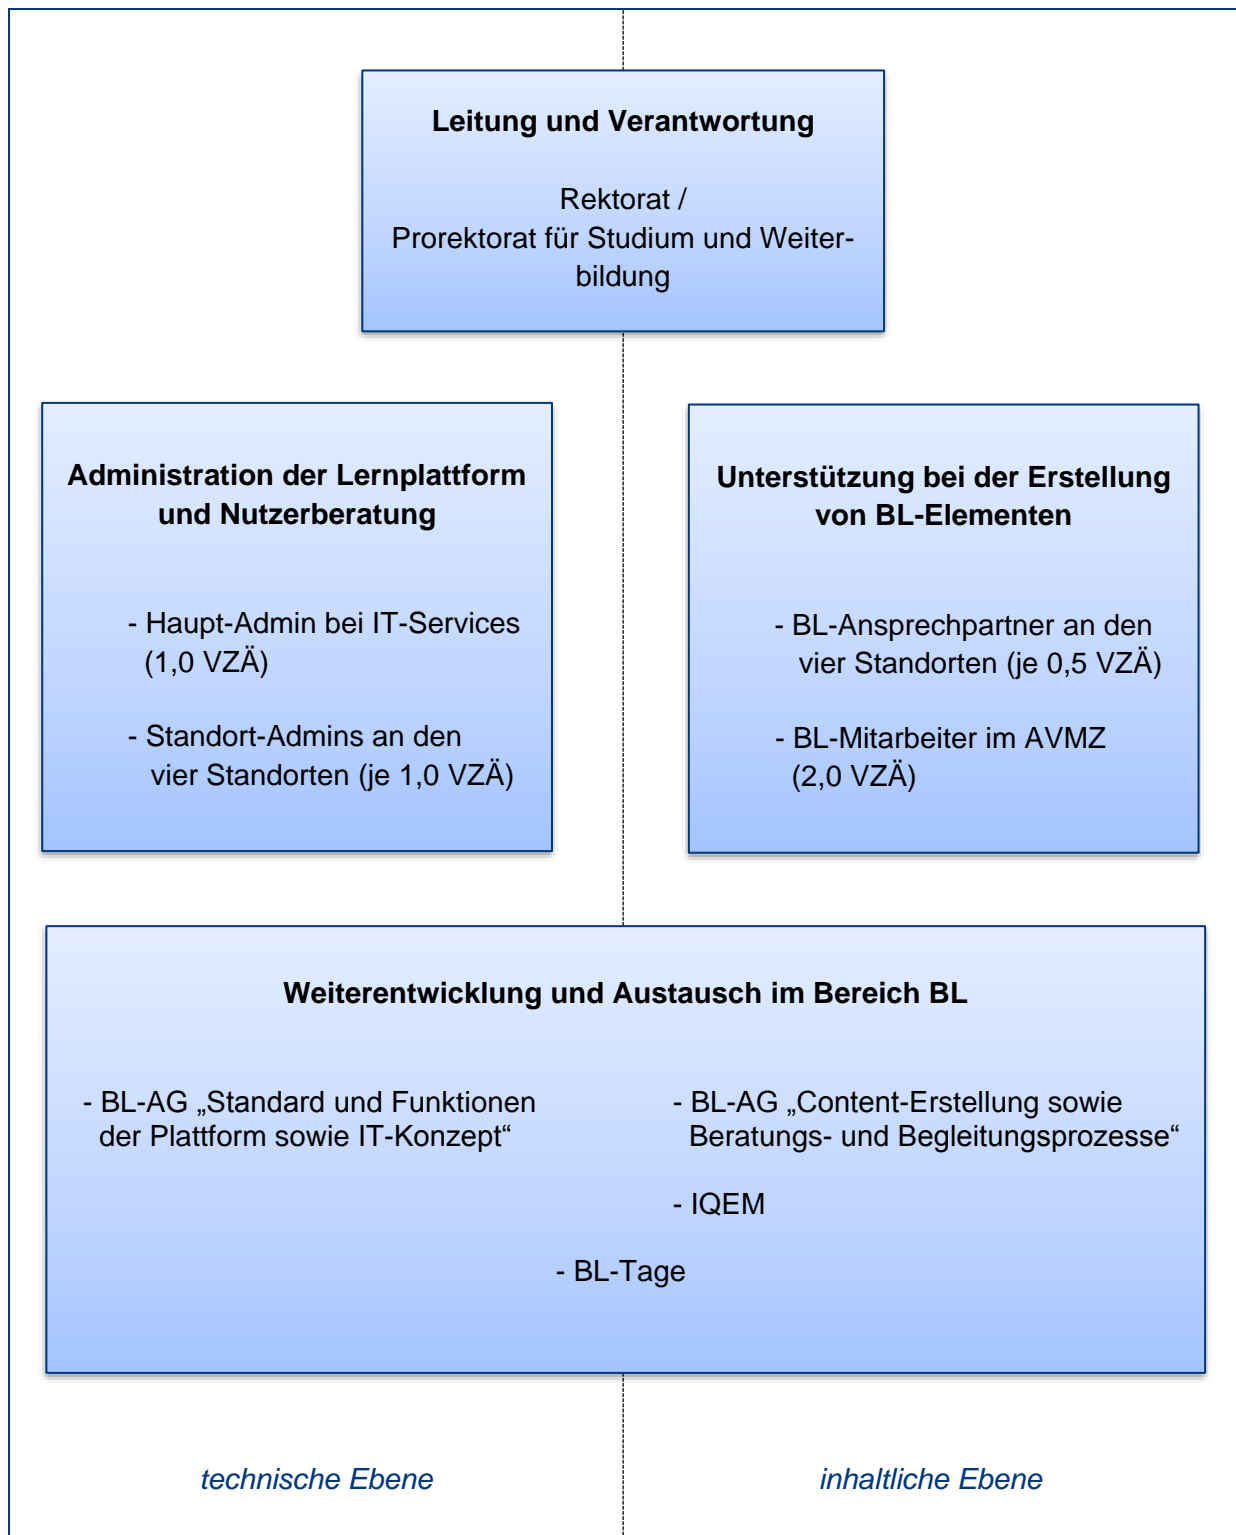 Leitung und Verantwortung
Rektorat /
Prorektorat für Studium und Weiter-
bildung
Administration der Lernplattform
und Nutzerberatung
- Haupt-Admin bei IT-Services
(1,0 VZÄ)
- Standort-Admins an den
vier Standorten (je 1,0 VZÄ)
Unterstützung bei der Erstellung
von BL-Elementen
- BL-Ansprechpartner an den
vier Standorten (je 0,5 VZÄ)
- BL-Mitarbeiter im AVMZ
(2,0 VZÄ)
Weiterentwicklung und Austausch im Bereich BL
- BL-AG „Standard und Funktionen
der Plattform sowie IT-Konzept“
- BL-AG „Content-Erstellung sowie
Beratungs- und Begleitungsprozesse“
- IQEM
- BL-Tage
technische Ebene
inhaltliche Ebene